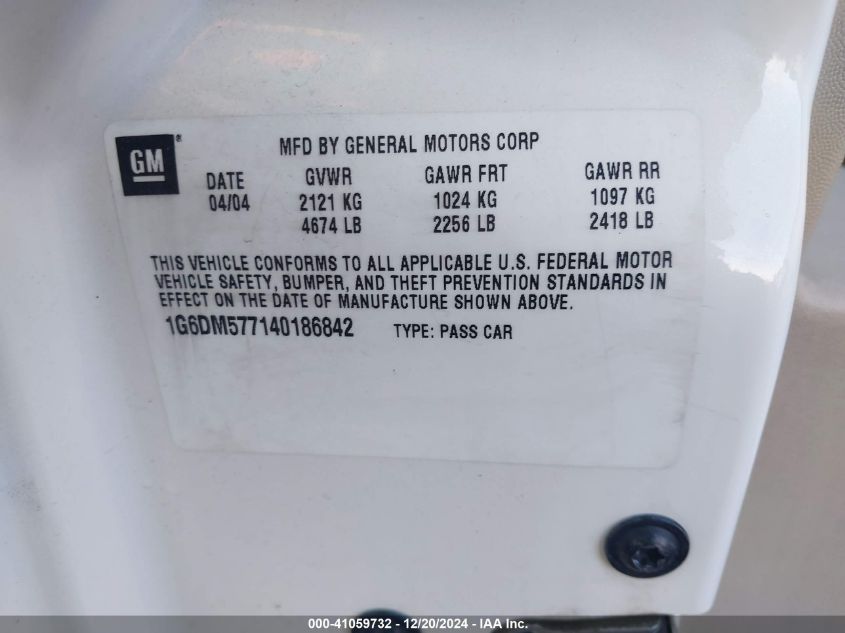 GM®
MFD BY GENERAL MOTORS CORP
DATE GVWR GAWR FRT GAWR RR
04/04 2121 KG 1024 KG 1097 KG
4674 LB 2256 LB 2418 LB
THIS VEHICLE CONFORMS TO ALL APPLICABLE U.S. FEDERAL MOTOR
VEHICLE SAFETY, BUMPER, AND THEFT PREVENTION STANDARDS IN
EFFECT ON THE DATE OF MANUFACTURE SHOWN ABOVE.
1G6DM577140186842 TYPE: PASS CAR
000-41059732 - 12/20/2024 - IAA Inc.